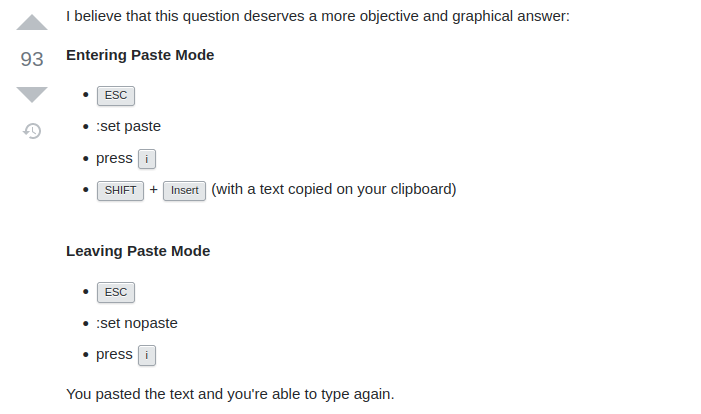 I believe that this question deserves a more objective and graphical answer:
93
Entering Paste Mode
• ESC
• :set paste
• press i
• SHIFT + Insert (with a text copied on your clipboard)
Leaving Paste Mode
• ESC
• :set nopaste
• press i
You pasted the text and you're able to type again.